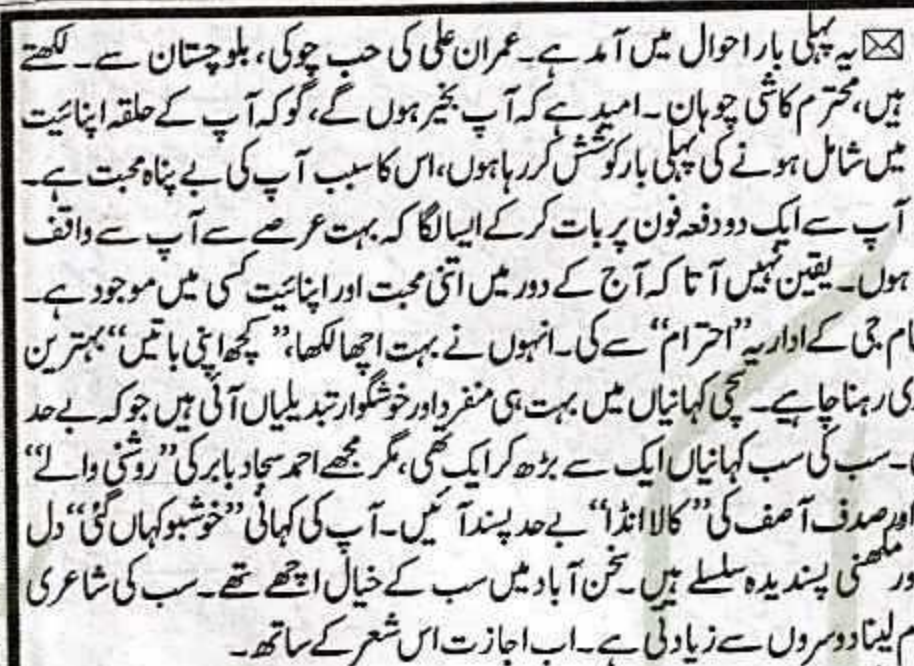 یہ پہلی بار احوال میں آمد ہے۔ عمران علی کی حب چوکی، بلوچستان سے۔ لکھتے
ہیں، محترم کاشی چوہان۔ امید ہے کہ آپ بخیر ہوں گے، گو کہ آپ کے حلقہ اپنائیت
میں شامل ہونے کی پہلی بار کوشش کر رہا ہوں، اس کا سبب آپ کی بے پناہ محبت ہے۔
آپ سے ایک دو دفعہ فون پر بات کر کے ایسا لگا کہ بہت عرصے سے آپ سے واقف
ہوں۔ یقین نہیں آتا کہ آج کے دور میں اتنی محبت اور اپنائیت کسی میں موجود ہے۔
جی کے اداریہ ”احترام“ سے کی۔ انہوں نے بہت اچھا لکھا، ”کچھ اپنی باتیں“ بہترین
رہنا چاہیے۔ سچی کہانیاں میں بہت ہی منفرد اور خوشگوار تبدیلیاں آئی ہیں جو کہ بے حد
۔ سب کی سب کہانیاں ایک سے بڑھ کر ایک تھی، مگر مجھے احمد سجاد بابر کی ”روشنی والے“
اور صدف آصف کی ”کالا انڈا“ بے حد پسند آئیں۔ آپ کی کہانی ”خوشبو کہاں گئی“ دل
پسندیدہ سلسلے ہیں۔ سخن آباد میں سب کے خیال اچھے تھے۔ سب کی شاعری
لینا دوسروں سے زیادتی ہے۔ اب اجازت اس شعر کے ساتھ۔